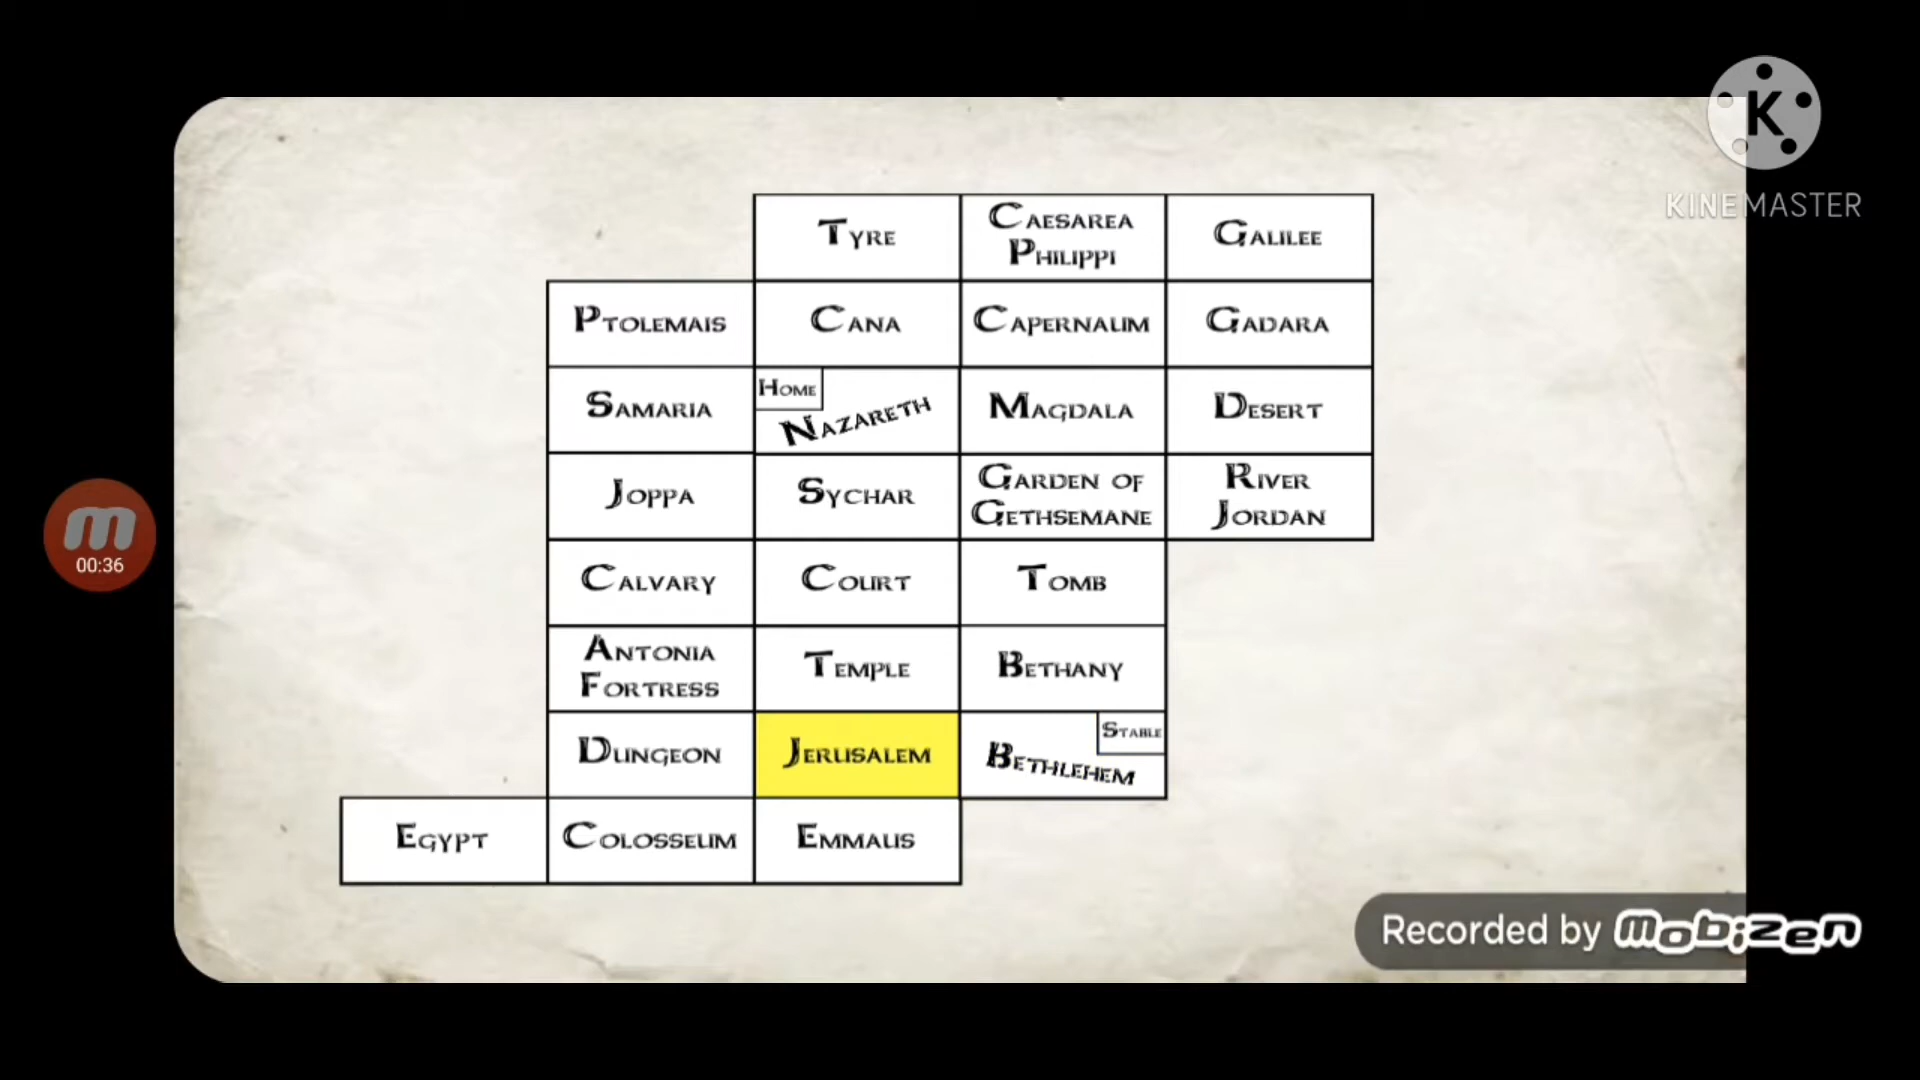 KINEMASTER
TYRE
CAESAREA
PHILIPPI
GALILEE
PTOLEMAIS
CANA
CAPERNAUM
GADARA
SAMARIA
HOME
NAZARETH
MAGDALA
DESERT
JOPPA
SYCHAR
GARDEN OF
GETHSEMANE
RIVER
JORDAN
00:36
CALVARY
COURT
TOMB
ANTONIA
FORTRESS
TEMPLE
BETHANY
DUNGEON
JERUSALEM
STABLE
BETHLEHEM
EGYPT
COLOSSEUM
EMMAUS
Recorded by mobizen